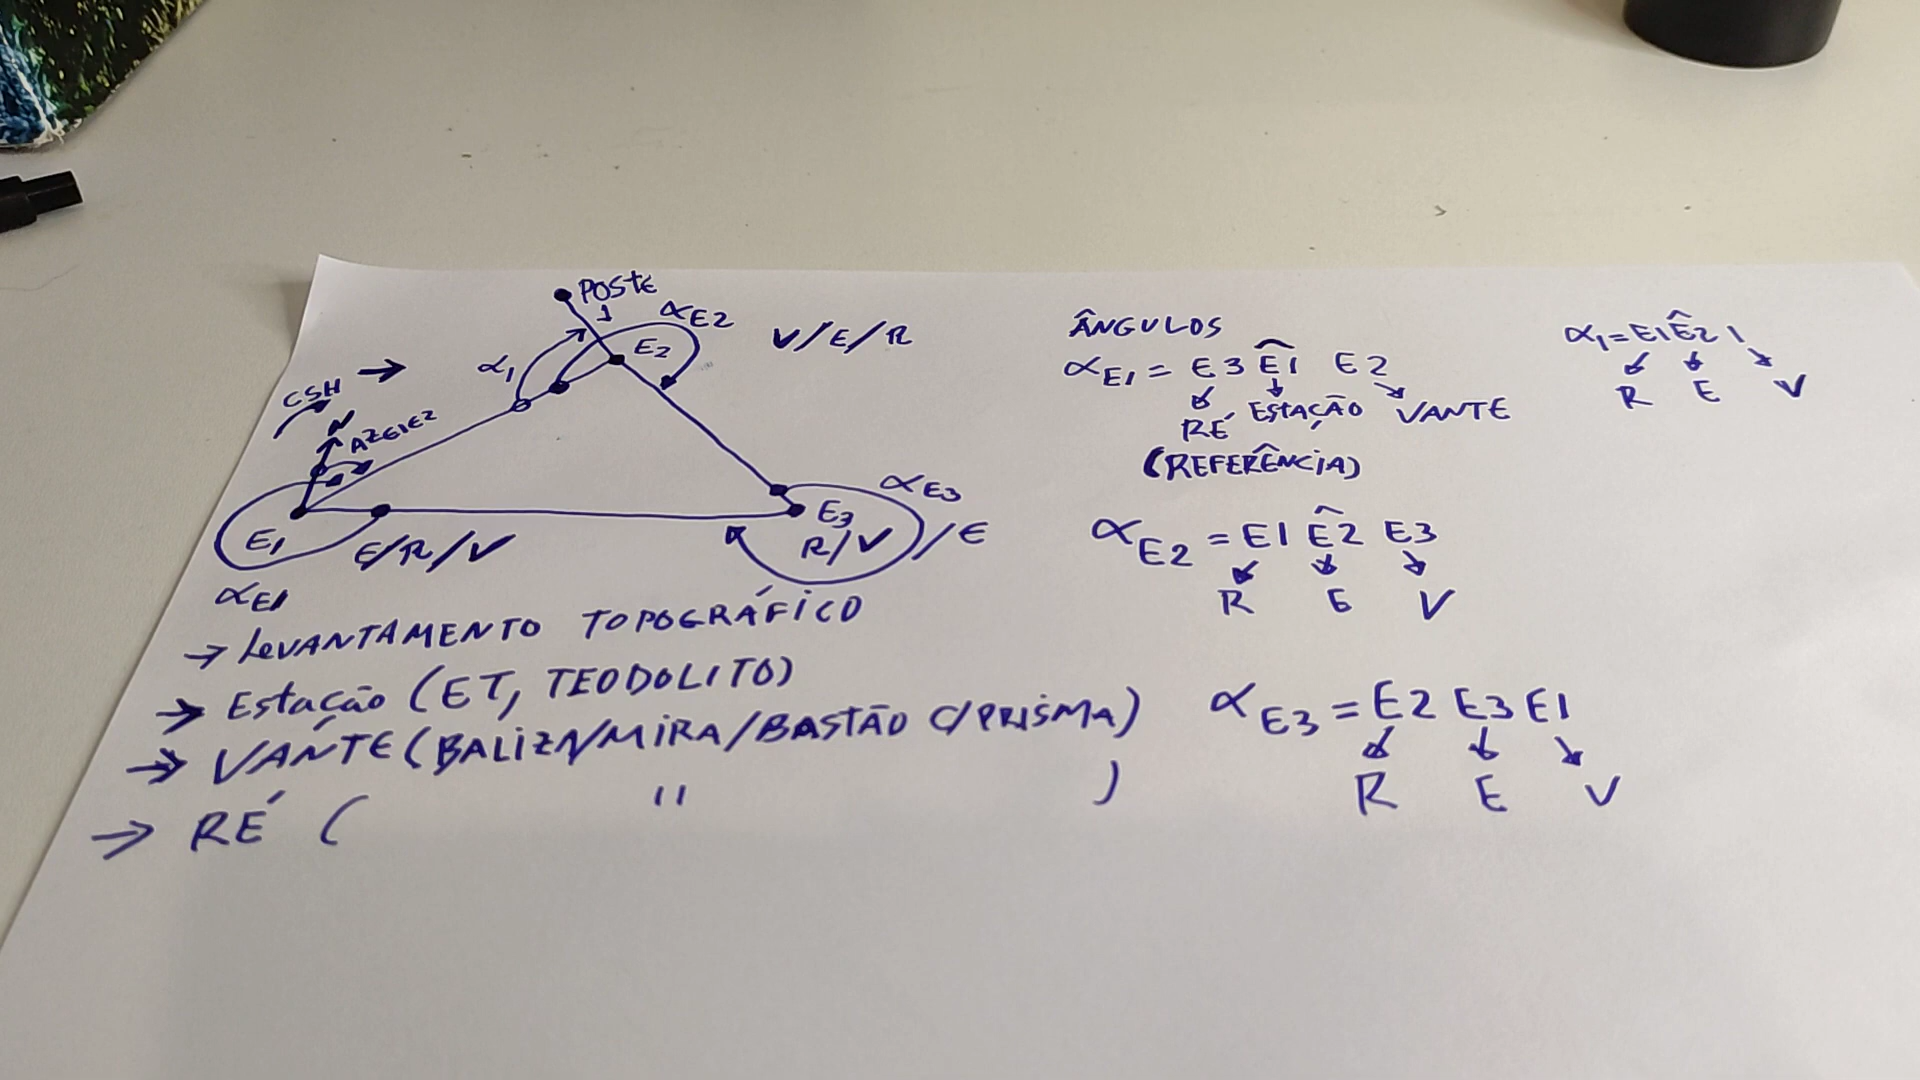 POSTE
1
αE2
V/E/R
E2
α1
CSH →
N
AZE1E2
E1
E/R/V
αE1
E3
R/V/E
αE3
→ LEVANTAMENTO TOPOGRÁFICO
→ Estação (ET, TEODOLITO)
→ VANTE (BALIZA/MIRA/BASTÃO C/PRISMA)
→ RÉ ( " )
ÂNGULOS
αE1 = E3 Ê1 E2
RÉ ESTAÇÃO VANTE
(REFERÊNCIA)
αE2 = E1 Ê2 E3
R E V
αE3 = E2 E3 E1
R E V
α1 = E1Ê2 1
R E V